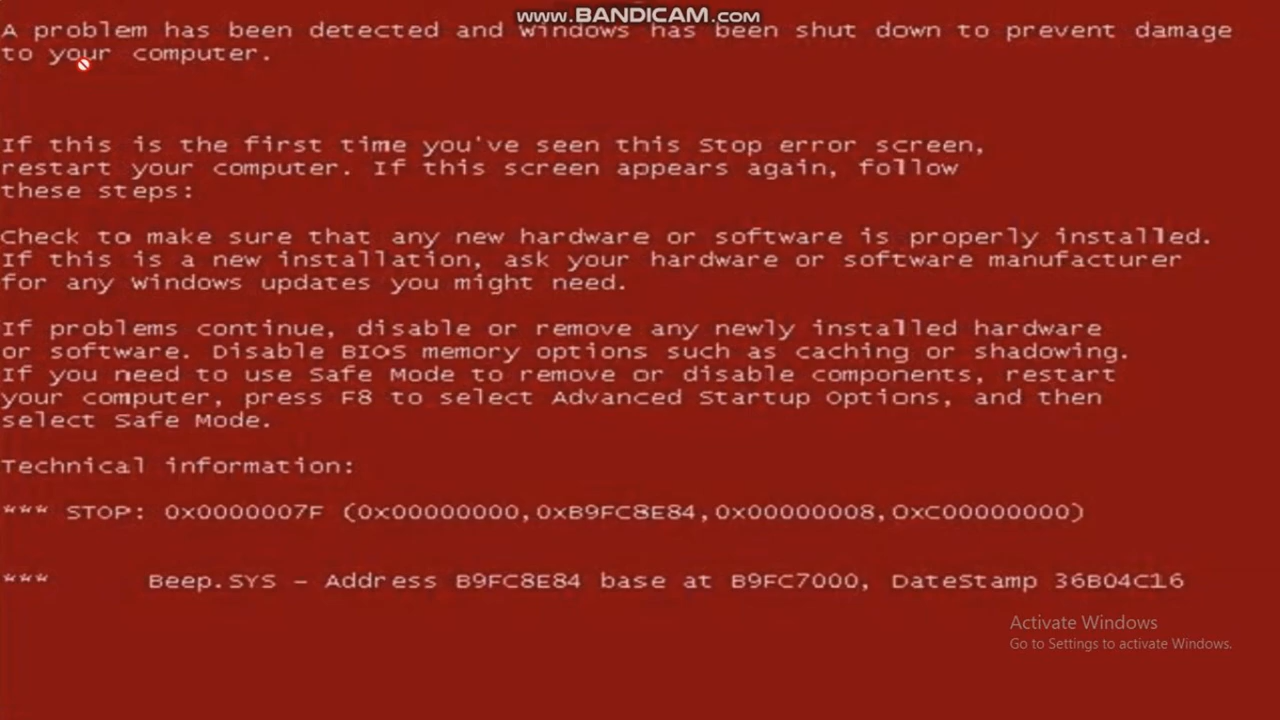 www.BANDICAM.com
A problem has been detected and Windows has been shut down to prevent damage
to your computer.
If this is the first time you've seen this Stop error screen,
restart your computer. If this screen appears again, follow
these steps:
Check to make sure that any new hardware or software is properly installed.
If this is a new installation, ask your hardware or software manufacturer
for any Windows updates you might need.
If problems continue, disable or remove any newly installed hardware
or software. Disable BIOS memory options such as caching or shadowing.
If you need to use Safe Mode to remove or disable components, restart
your computer, press F8 to select Advanced Startup Options, and then
select Safe Mode.
Technical information:
*** STOP: 0x0000007F (0x00000000,0xB9FC8E84,0x00000008,0xC00000000)
*** Beep.SYS – Address B9FC8E84 base at B9FC7000, DateStamp 36B04C16
Activate Windows
Go to Settings to activate Windows.